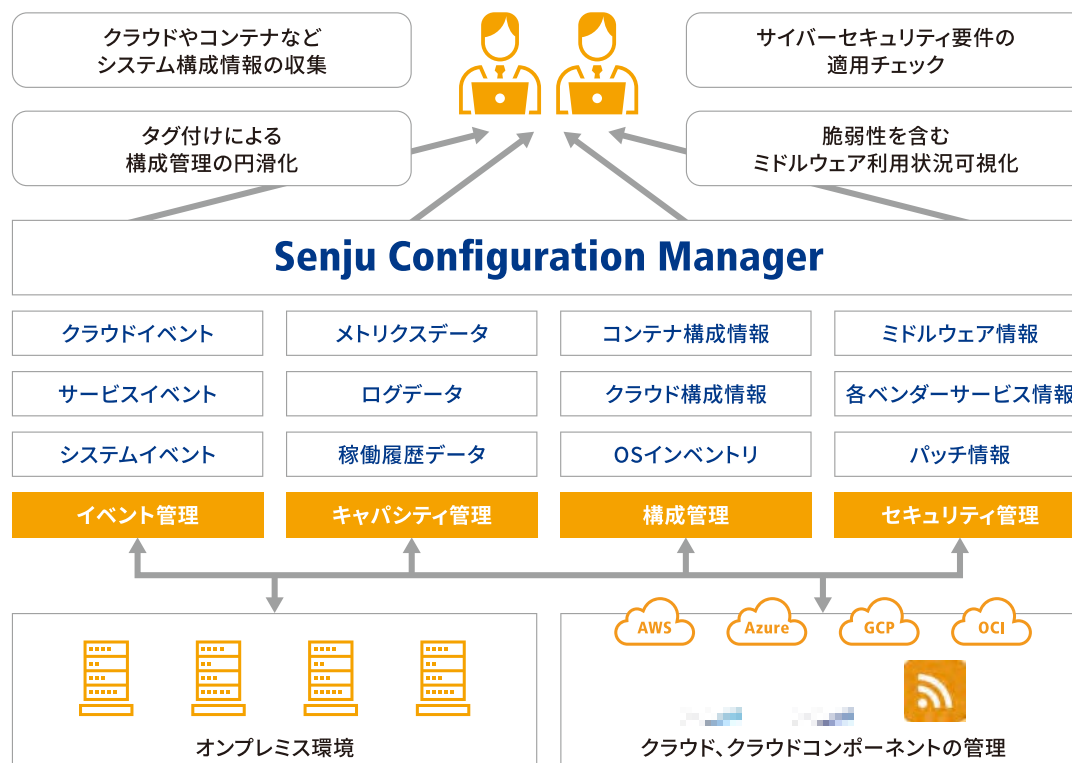 クラウドやコンテナなど
システム構成情報の収集
サイバーセキュリティ要件の
適用チェック
タグ付けによる
構成管理の円滑化
脆弱性を含む
ミドルウェア利用状況可視化
Senju Configuration Manager
クラウドイベント
メトリクスデータ
コンテナ構成情報
ミドルウェア情報
サービスイベント
ログデータ
クラウド構成情報
各ベンダーサービス情報
システムイベント
稼働履歴データ
OSインベントリ
パッチ情報
イベント管理
キャパシティ管理
構成管理
セキュリティ管理
AWS
Azure
GCP
OCI
オンプレミス環境
クラウド、クラウドコンポーネントの管理